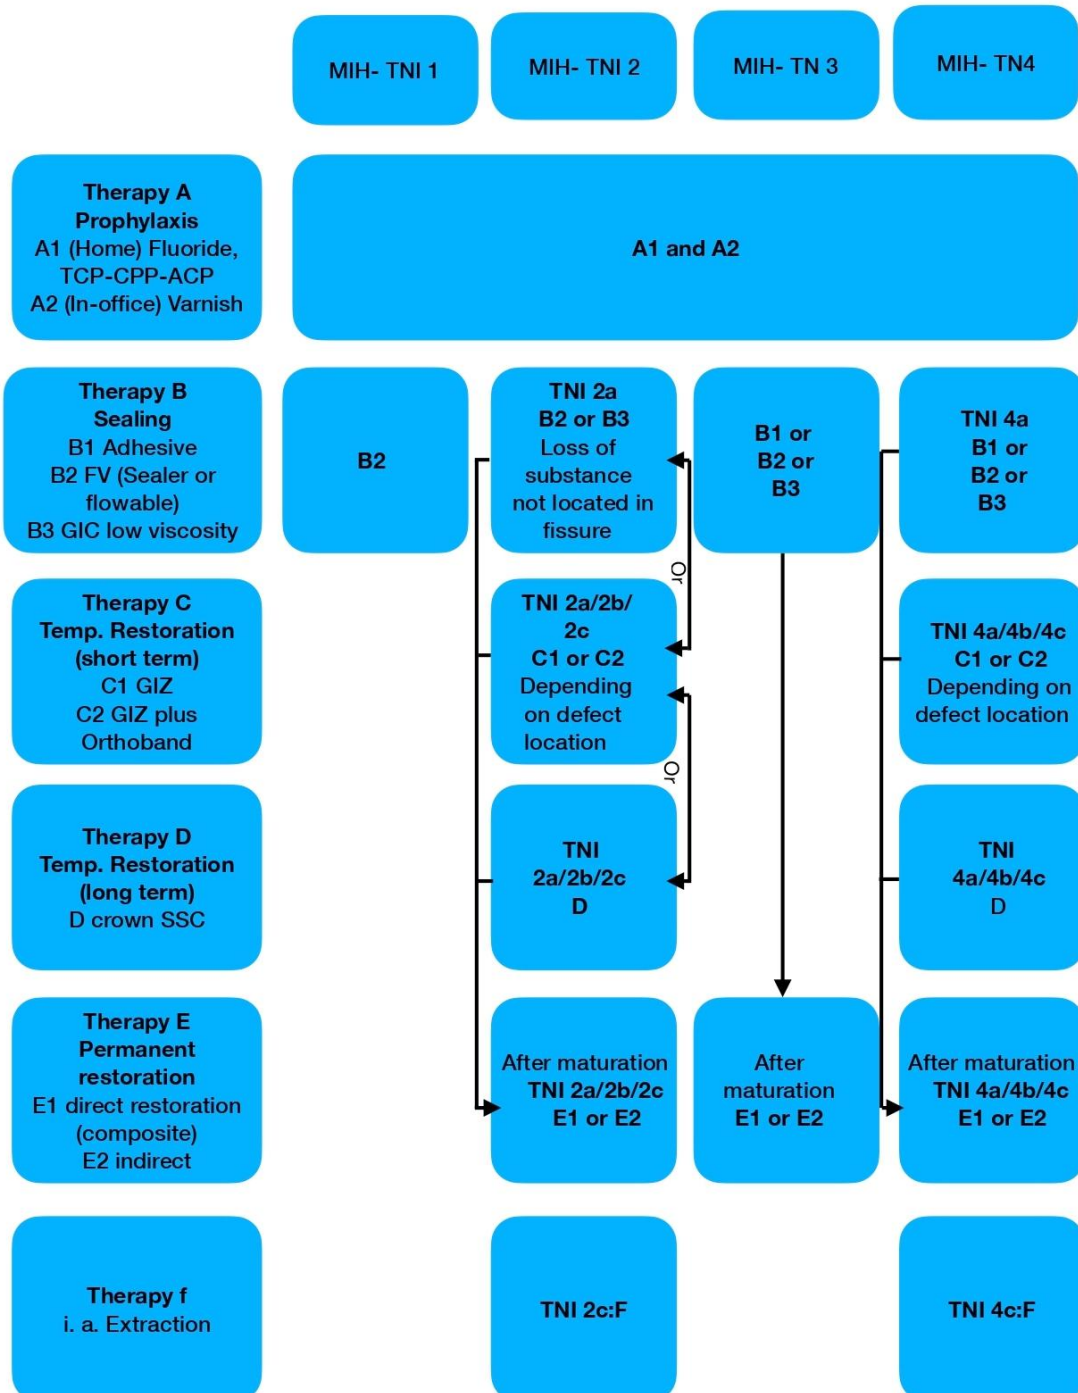 MIH- TNI 1
MIH- TNI 2
MIH- TN 3
MIH- TN4
Therapy A
Prophylaxis
A1 (Home) Fluoride,
TCP-CPP-ACP
A2 (In-office) Varnish
A1 and A2
Therapy B
Sealing
B1 Adhesive
B2 FV (Sealer or
flowable)
B3 GIC low viscosity
B2
TNI 2a
B2 or B3
Loss of
substance
not located in
fissure
B1 or
B2 or
B3
TNI 4a
B1 or
B2 or
B3
Or
Therapy C
Temp. Restoration
(short term)
C1 GIZ
C2 GIZ plus
Orthoband
TNI 2a/2b/
2c
C1 or C2
Depending
on defect
location
TNI 4a/4b/4c
C1 or C2
Depending on
defect location
Or
Therapy D
Temp. Restoration
(long term)
D crown SSC
TNI
2a/2b/2c
D
TNI
4a/4b/4c
D
Therapy E
Permanent
restoration
E1 direct restoration
(composite)
E2 indirect
After maturation
TNI 2a/2b/2c
E1 or E2
After
maturation
E1 or E2
After maturation
TNI 4a/4b/4c
E1 or E2
Therapy f
i. a. Extraction
TNI 2c:F
TNI 4c:F